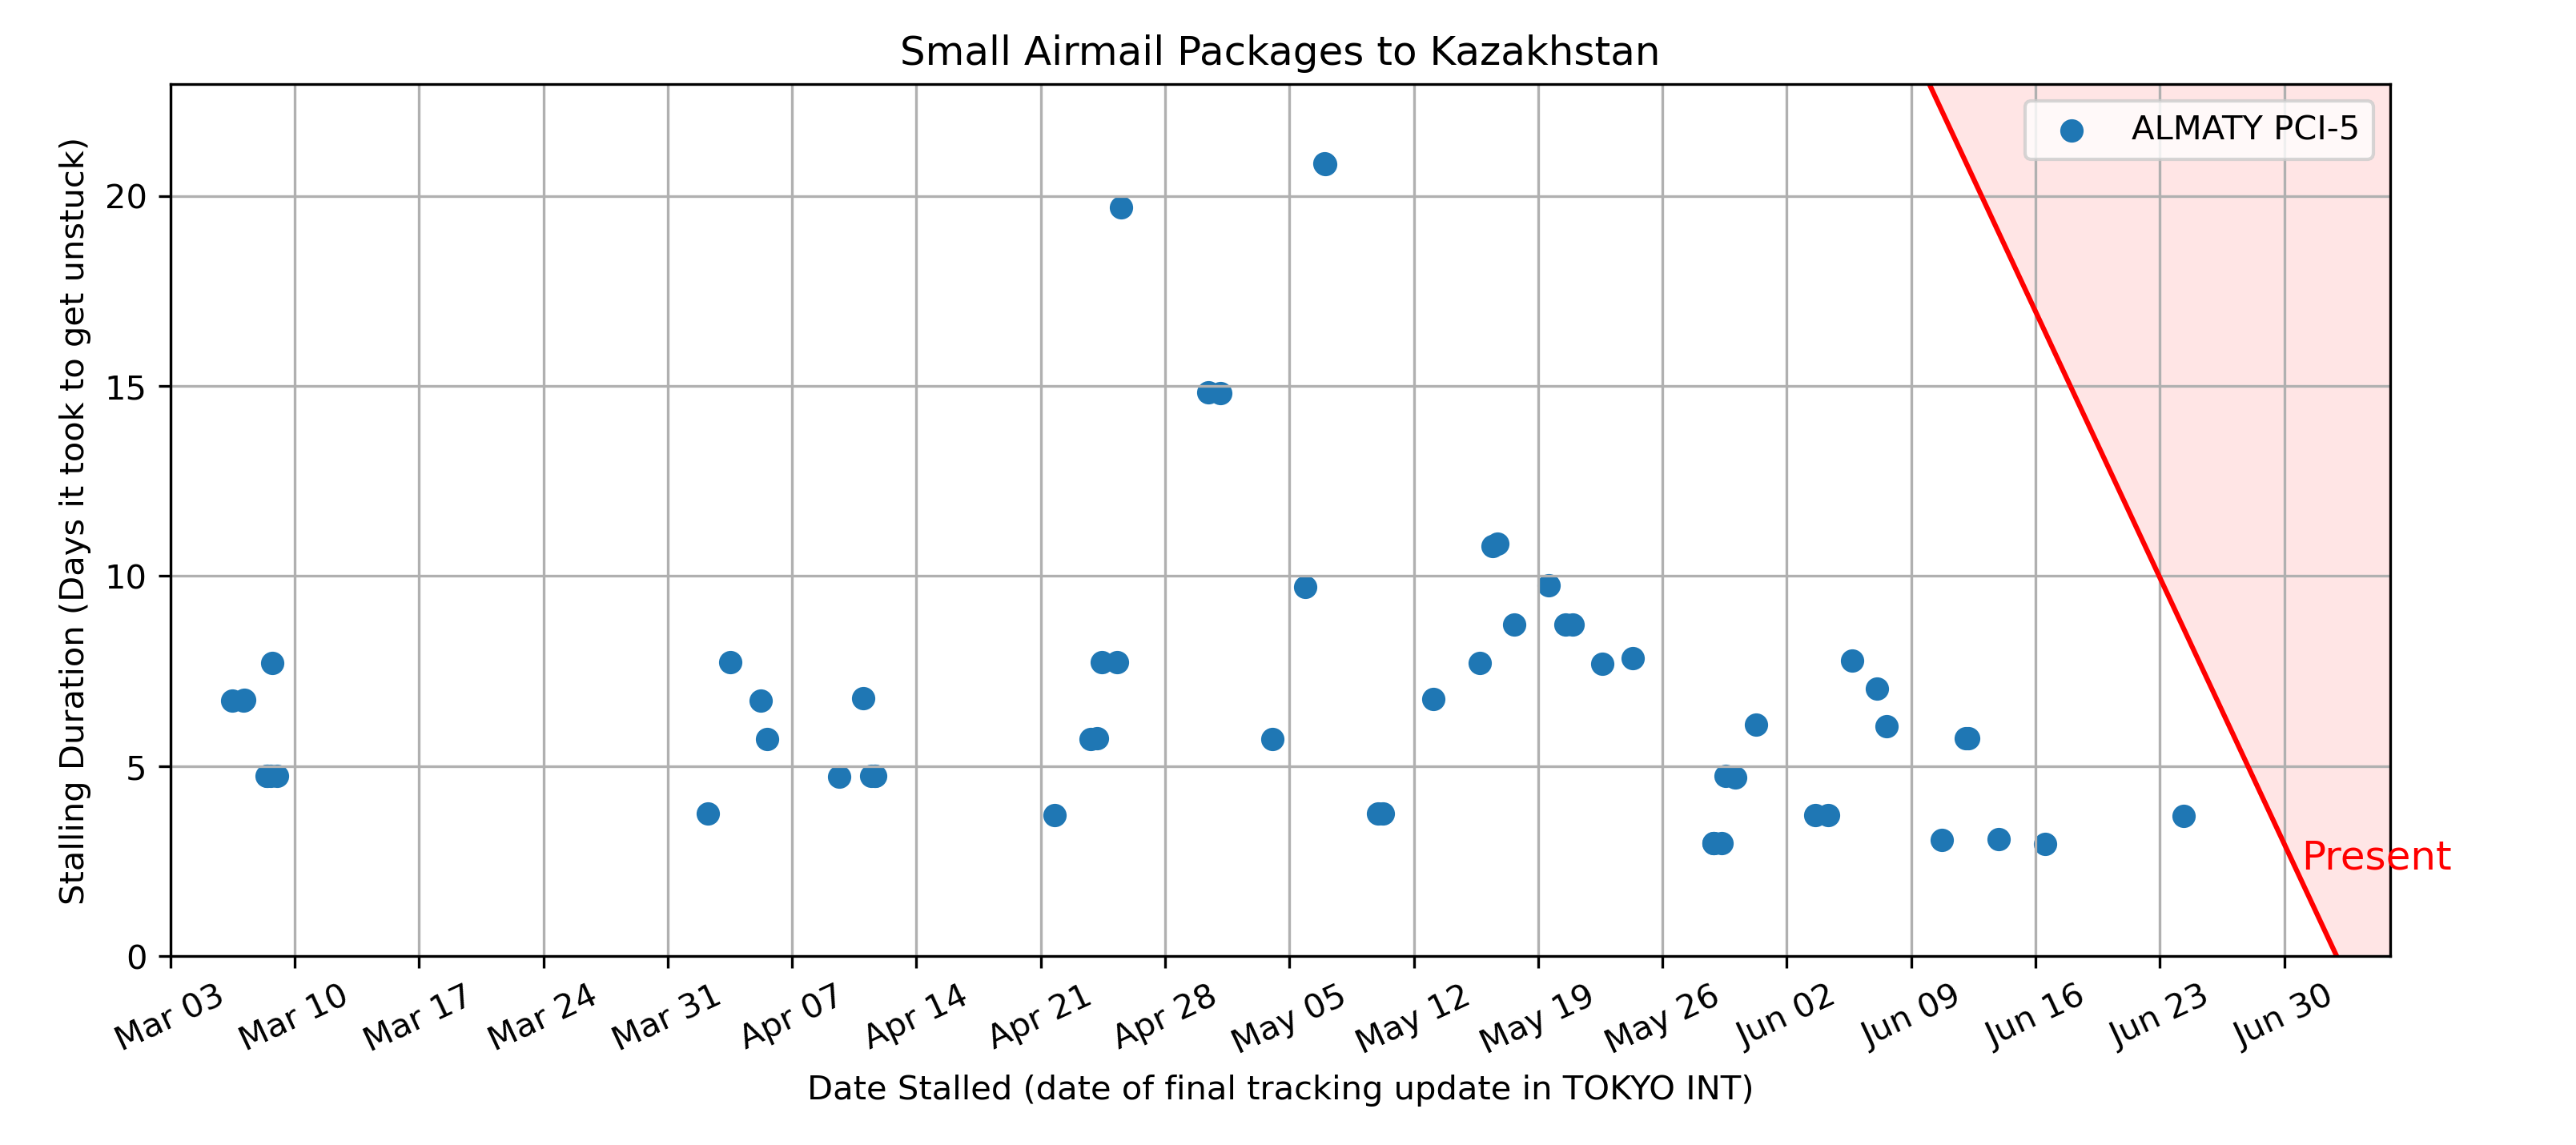 Small Airmail Packages to Kazakhstan
ALMATY PCI-5
Stalling Duration (Days it took to get unstuck)
20
15
10
5
0
Present
Mar 03
Mar 10
Mar 17
Mar 24
Mar 31
Apr 07
Apr 14
Apr 21
Apr 28
May 05
May 12
May 19
May 26
Jun 02
Jun 09
Jun 16
Jun 23
Jun 30
Date Stalled (date of final tracking update in TOKYO INT)